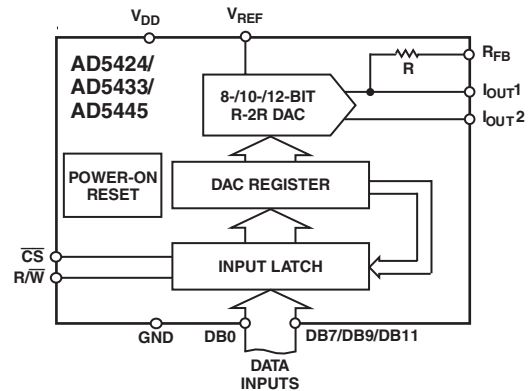 VDD
VREF
AD5424/
AD5433/
AD5445
RFB
R
8-/10-/12-BIT
R-2R DAC
IOUT1
IOUT2
POWER-ON
RESET
DAC REGISTER
CS
R/W
INPUT LATCH
GND
DB0
DB7/DB9/DB11
DATA
INPUTS